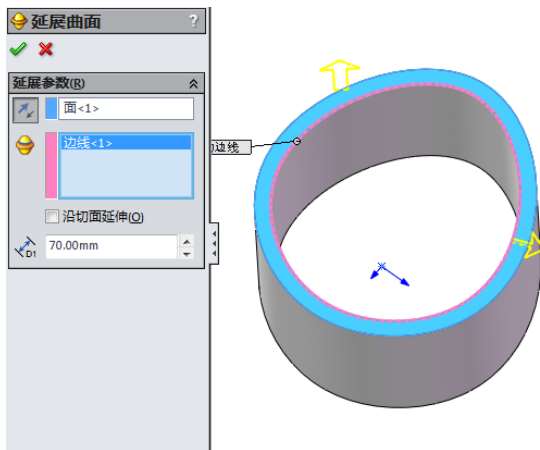 延展曲面 ?
延展参数(R)
面<1>
边线<1>
边线
沿切面延伸(O)
D1 70.00mm